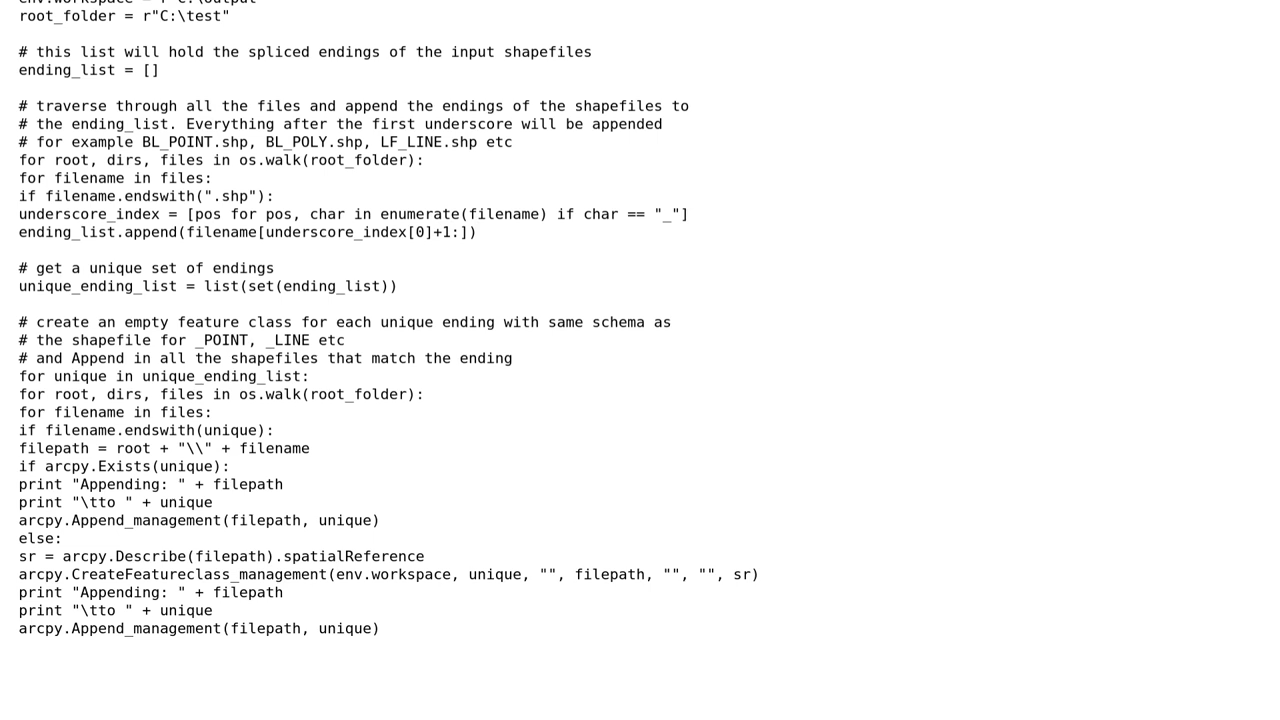 env.workspace = r"C:\output"
root_folder = r"C:\test"

# this list will hold the spliced endings of the input shapefiles
ending_list = []

# traverse through all the files and append the endings of the shapefiles to
# the ending_list. Everything after the first underscore will be appended
# for example BL_POINT.shp, BL_POLY.shp, LF_LINE.shp etc
for root, dirs, files in os.walk(root_folder):
for filename in files:
if filename.endswith(".shp"):
underscore_index = [pos for pos, char in enumerate(filename) if char == "_"]
ending_list.append(filename[underscore_index[0]+1:])

# get a unique set of endings
unique_ending_list = list(set(ending_list))

# create an empty feature class for each unique ending with same schema as
# the shapefile for _POINT, _LINE etc
# and Append in all the shapefiles that match the ending
for unique in unique_ending_list:
for root, dirs, files in os.walk(root_folder):
for filename in files:
if filename.endswith(unique):
filepath = root + "\\" + filename
if arcpy.Exists(unique):
print "Appending: " + filepath
print "\tto " + unique
arcpy.Append_management(filepath, unique)
else:
sr = arcpy.Describe(filepath).spatialReference
arcpy.CreateFeatureclass_management(env.workspace, unique, "", filepath, "", "", sr)
print "Appending: " + filepath
print "\tto " + unique
arcpy.Append_management(filepath, unique)